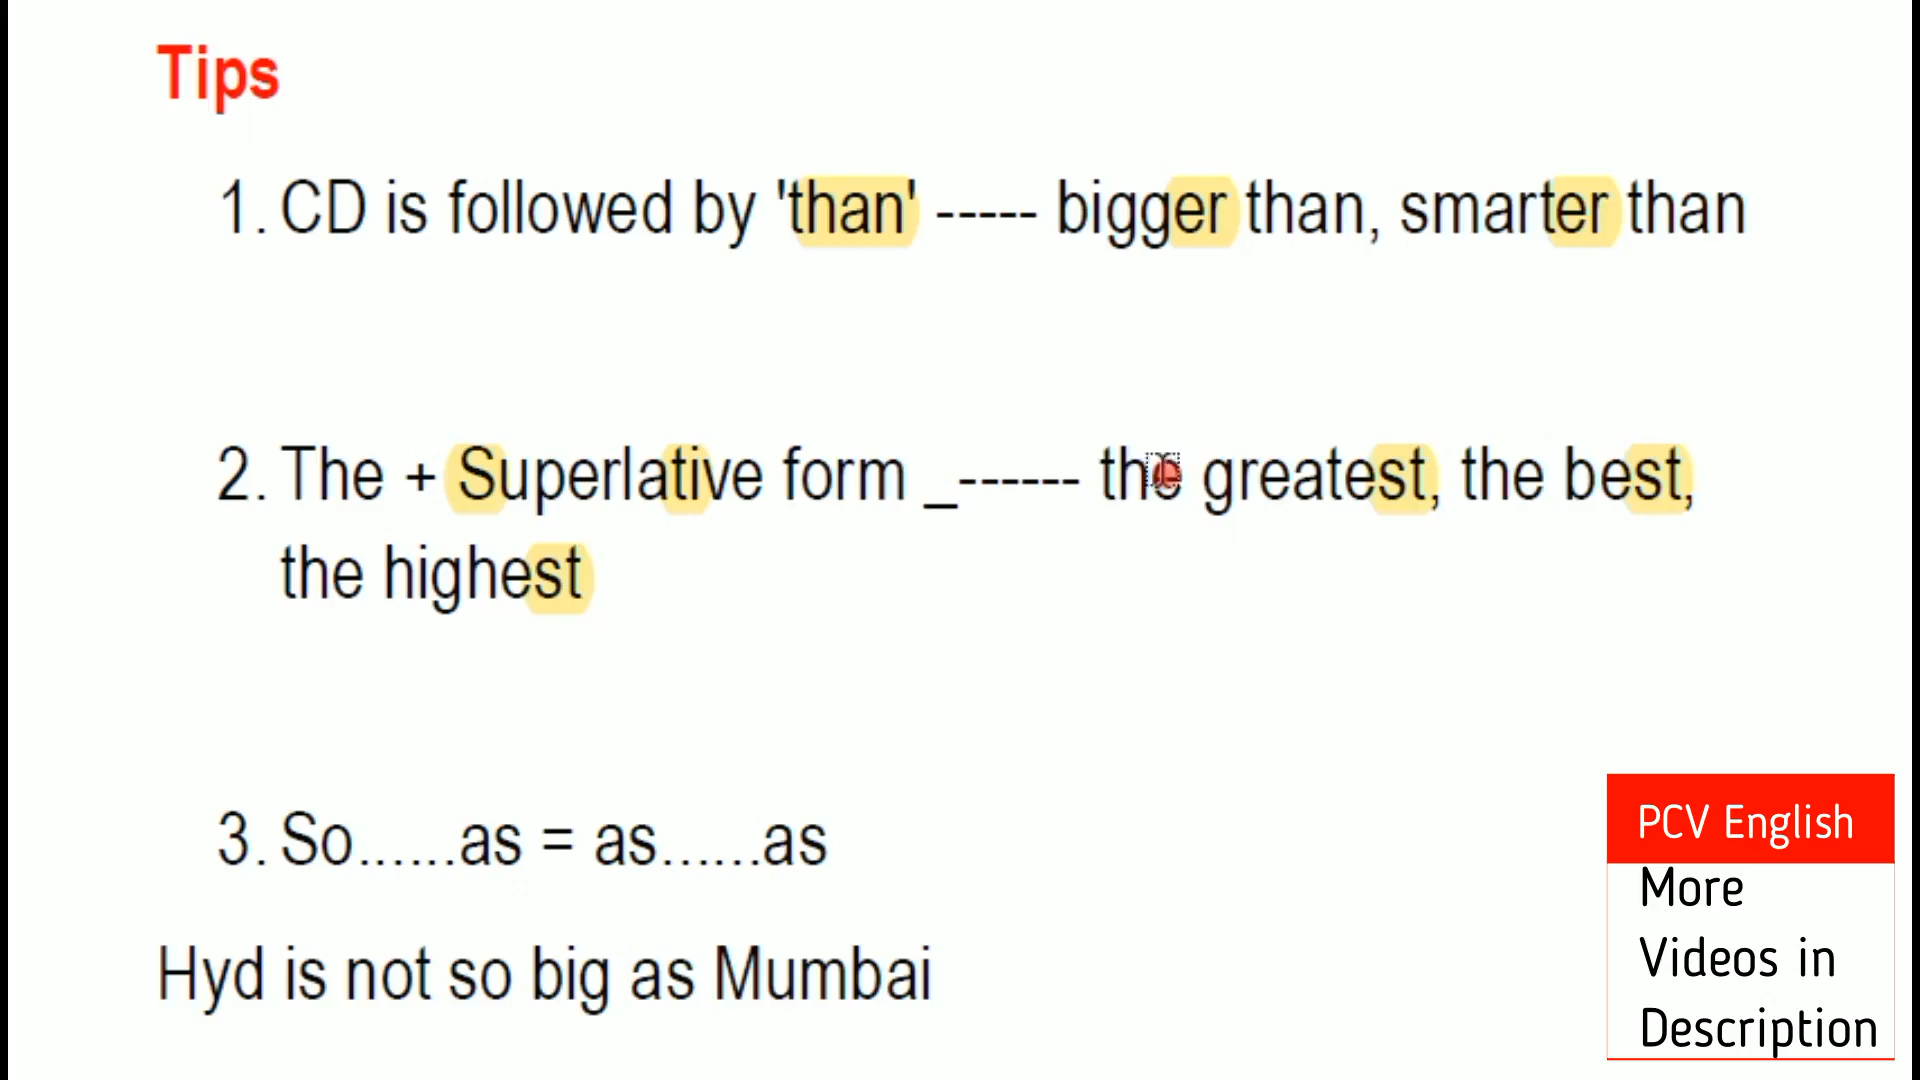 Tips
1. CD is followed by 'than' ----- bigger than, smarter than
2. The + Superlative form _------ the greatest, the best,
the highest
3. So......as = as......as
Hyd is not so big as Mumbai
PCV English
More
Videos in
Description